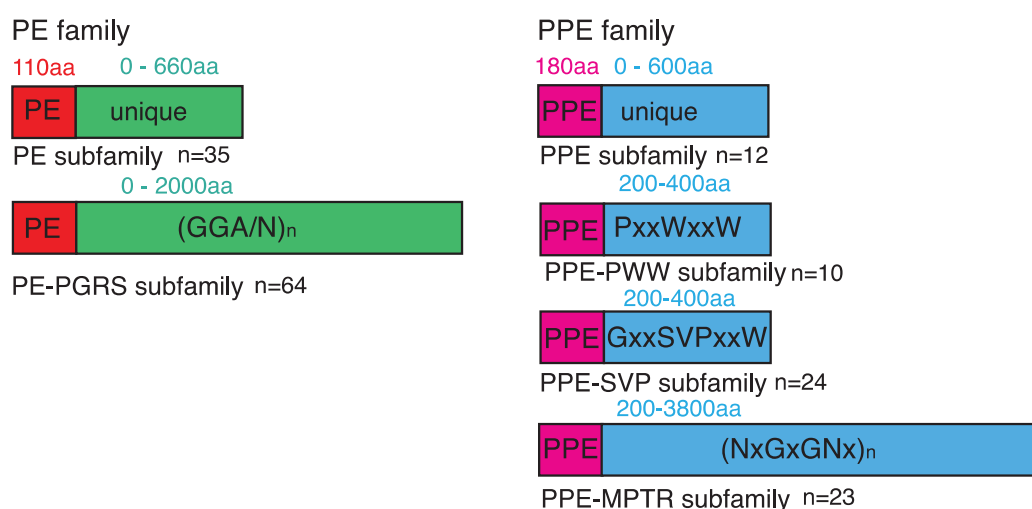 PE family
110aa 0 - 660aa
PE unique
PE subfamily n=35
0 - 2000aa
PE (GGA/N)n
PE-PGRS subfamily n=64
PPE family
180aa 0 - 600aa
PPE unique
PPE subfamily n=12
200-400aa
PPE PxxWxxW
PPE-PWW subfamily n=10
200-400aa
PPE GxxSVPxxW
PPE-SVP subfamily n=24
200-3800aa
PPE (NxGxGNx)n
PPE-MPTR subfamily n=23